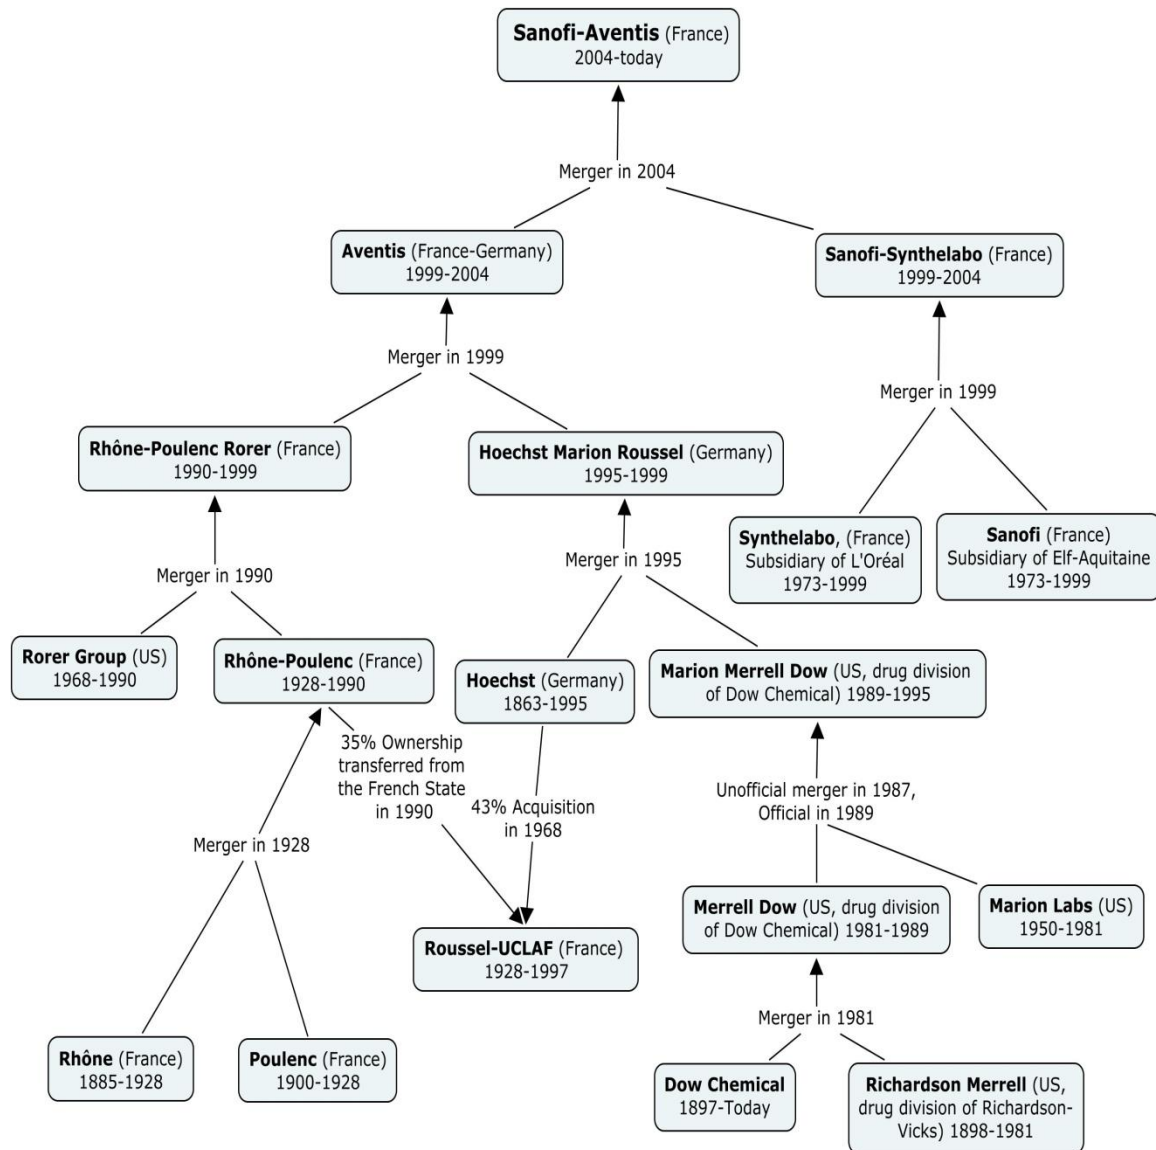 Sanofi-Aventis (France)
2004-today
Merger in 2004
Aventis (France-Germany)
1999-2004
Sanofi-Synthelabo (France)
1999-2004
Merger in 1999
Merger in 1999
Rhône-Poulenc Rorer (France)
1990-1999
Hoechst Marion Roussel (Germany)
1995-1999
Synthelabo, (France)
Subsidiary of L'Oréal
1973-1999
Sanofi (France)
Subsidiary of Elf-Aquitaine
1973-1999
Merger in 1990
Merger in 1995
Rorer Group (US)
1968-1990
Rhône-Poulenc (France)
1928-1990
Hoechst (Germany)
1863-1995
Marion Merrell Dow (US, drug division
of Dow Chemical) 1989-1995
35% Ownership
transferred from
the French State
in 1990
43% Acquisition
in 1968
Unofficial merger in 1987,
Official in 1989
Merger in 1928
Merrell Dow (US, drug division
of Dow Chemical) 1981-1989
Marion Labs (US)
1950-1981
Roussel-UCLAF (France)
1928-1997
Merger in 1981
Rhône (France)
1885-1928
Poulenc (France)
1900-1928
Dow Chemical
1897-Today
Richardson Merrell (US,
drug division of Richardson-
Vicks) 1898-1981